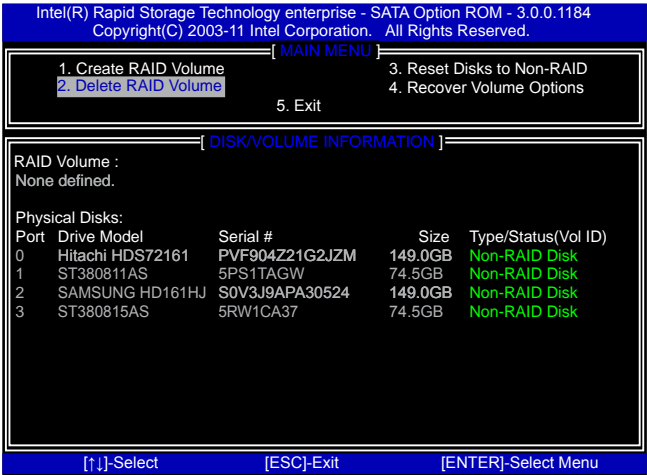 Intel(R) Rapid Storage Technology enterprise - SATA Option ROM - 3.0.0.1184
Copyright(C) 2003-11 Intel Corporation. All Rights Reserved.
[ MAIN MENU ]
1. Create RAID Volume 3. Reset Disks to Non-RAID
2. Delete RAID Volume 4. Recover Volume Options
5. Exit
[ DISK/VOLUME INFORMATION ]
RAID Volume :
None defined.
Physical Disks:
Port Drive Model Serial # Size Type/Status(Vol ID)
0 Hitachi HDS72161 PVF904Z21G2JZM 149.0GB Non-RAID Disk
1 ST380811AS 5PS1TAGW 74.5GB Non-RAID Disk
2 SAMSUNG HD161HJ S0V3J9APA30524 149.0GB Non-RAID Disk
3 ST380815AS 5RW1CA37 74.5GB Non-RAID Disk
[↑↓]-Select [ESC]-Exit [ENTER]-Select Menu